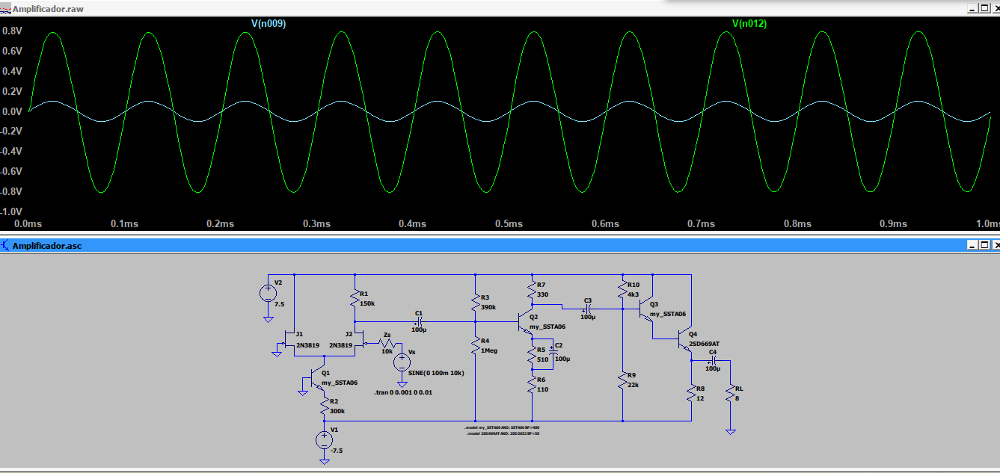 Amplificador.raw
V(n009) V(n012)
0.8V
0.6V
0.4V
0.2V
0.0V
-0.2V
-0.4V
-0.6V
-0.8V
-1.0V
0.0ms 0.1ms 0.2ms 0.3ms 0.4ms 0.5ms 0.6ms 0.7ms 0.8ms 0.9ms 1.0ms
Amplificador.asc
V2
7.5
R1
150k
R3
390k
R7
330
R10
4k3
C1
100µ
C3
100µ
Q3
my_SSTA06
Q2
my_SSTA06
J1
2N3819
J2
2N3819
Zs
10k
Vs
SINE(0 100m 10k)
R4
1Meg
R5
510
C2
100µ
Q4
2SD669AT
C4
100µ
Q1
my_SSTA06
.tran 0 0.001 0 0.01
R6
110
R9
22k
R8
12
RL
8
R2
300k
V1
-7.5
.model my_SSTA06 AKO: SSTA06 BF=400
.model 2SD669AT AKO: 2SD2652 BF=50